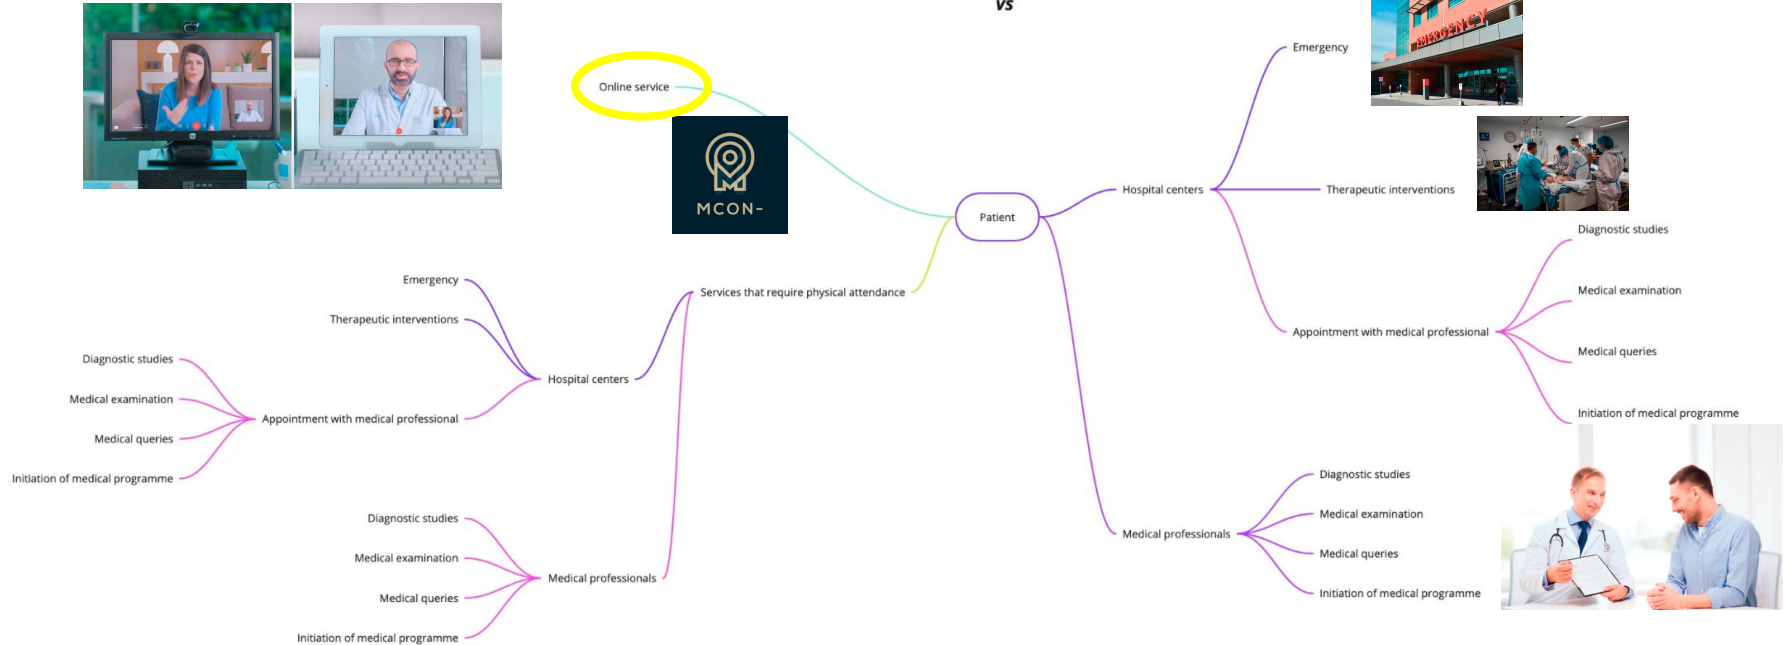 vs
Online service
MCON-
Patient
Services that require physical attendance
Emergency
Therapeutic interventions
Hospital centers
Diagnostic studies
Medical examination
Appointment with medical professional
Medical queries
Initiation of medical programme
Diagnostic studies
Medical examination
Medical professionals
Medical queries
Initiation of medical programme
Emergency
EMERGENCY
Hospital centers
Therapeutic interventions
Diagnostic studies
Medical examination
Appointment with medical professional
Medical queries
Initiation of medical programme
Diagnostic studies
Medical examination
Medical professionals
Medical queries
Initiation of medical programme